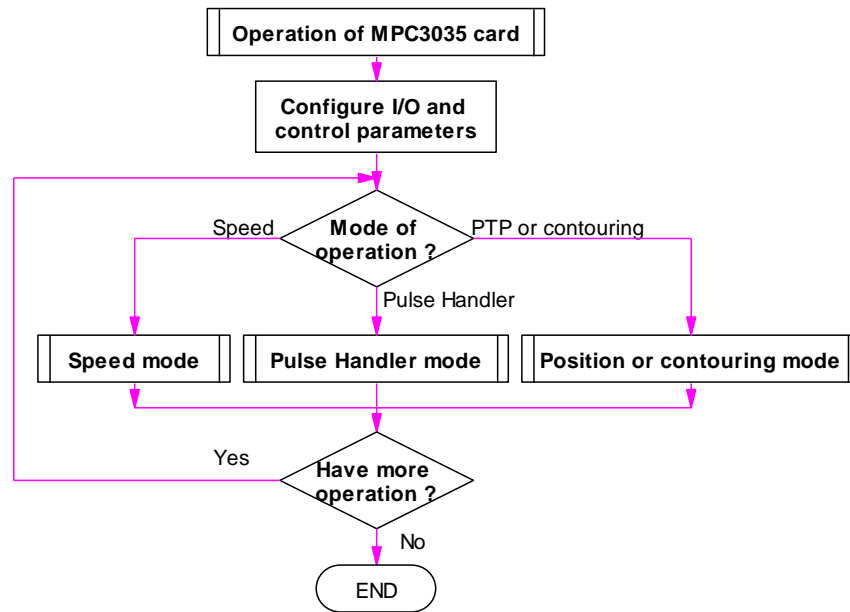 Operation of MPC3035 card
Configure I/O and
control parameters
Speed
Mode of
operation ?
PTP or contouring
Pulse Handler
Speed mode
Pulse Handler mode
Position or contouring mode
Yes
Have more
operation ?
No
END